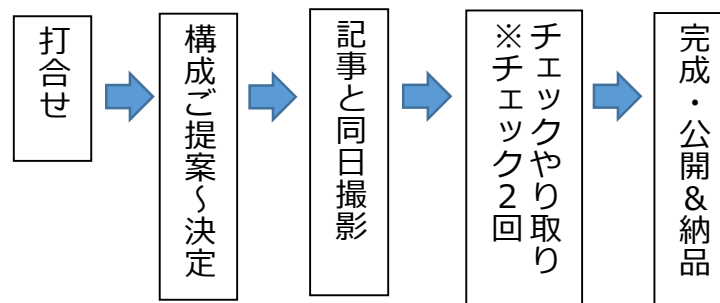 打合せ
構成ご提案～決定
記事と同日撮影
チェックやり取り
※チェック2回
完成・公開&納品